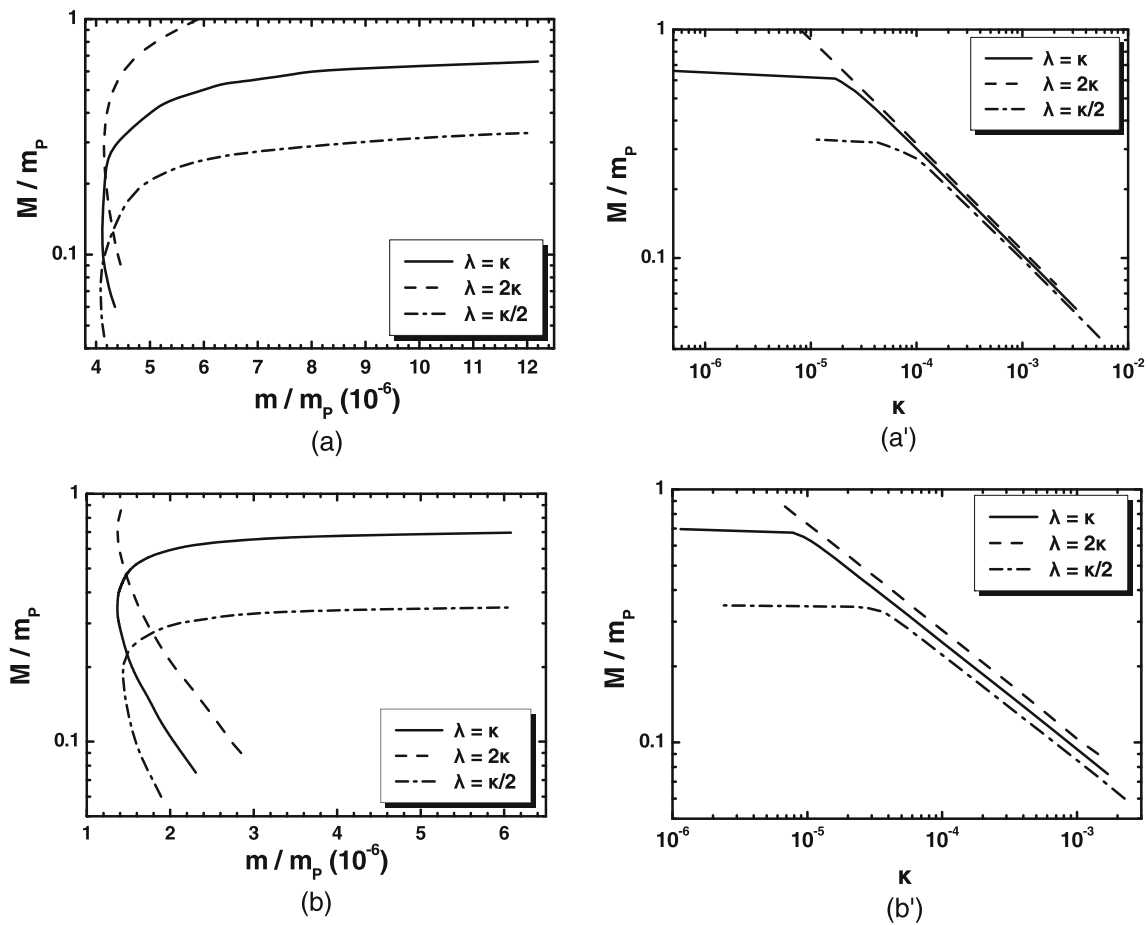 1
0.1
M / m_P
4 5 6 7 8 9 10 11 12
m / m_P (10^-6)
(a)
λ = κ
λ = 2κ
λ = κ/2
1
0.1
M / m_P
10^-6 10^-5 10^-4 10^-3 10^-2
κ
(a')
λ = κ
λ = 2κ
λ = κ/2
1
0.1
M / m_P
1 2 3 4 5 6
m / m_P (10^-6)
(b)
λ = κ
λ = 2κ
λ = κ/2
1
0.1
M / m_P
10^-6 10^-5 10^-4 10^-3
κ
(b')
λ = κ
λ = 2κ
λ = κ/2